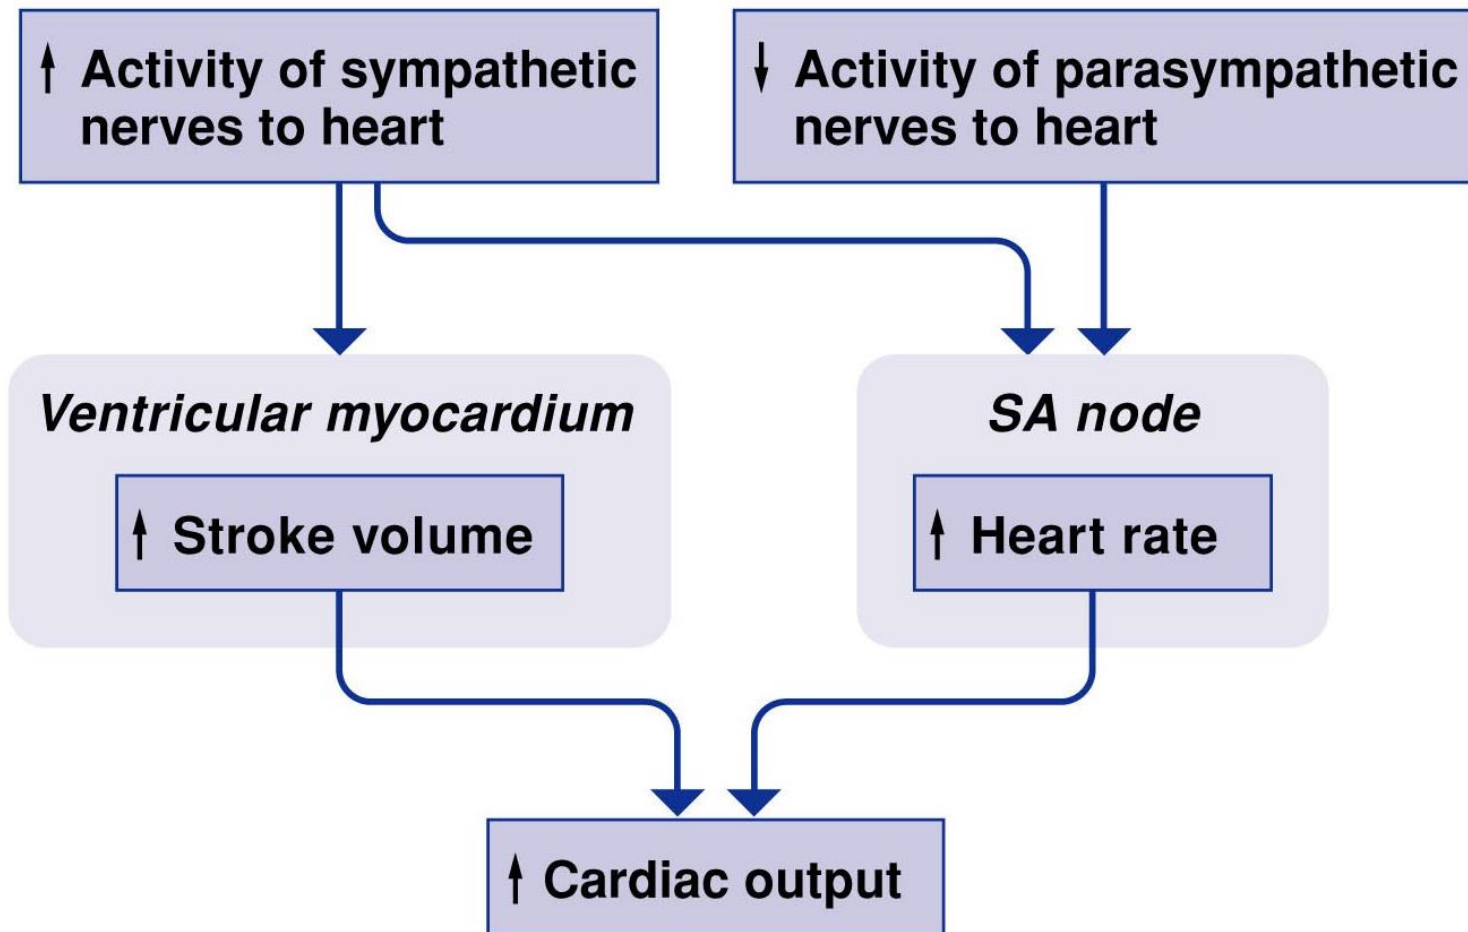 ↑ Activity of sympathetic
nerves to heart
↓ Activity of parasympathetic
nerves to heart
Ventricular myocardium
↑ Stroke volume
SA node
↑ Heart rate
↑ Cardiac output